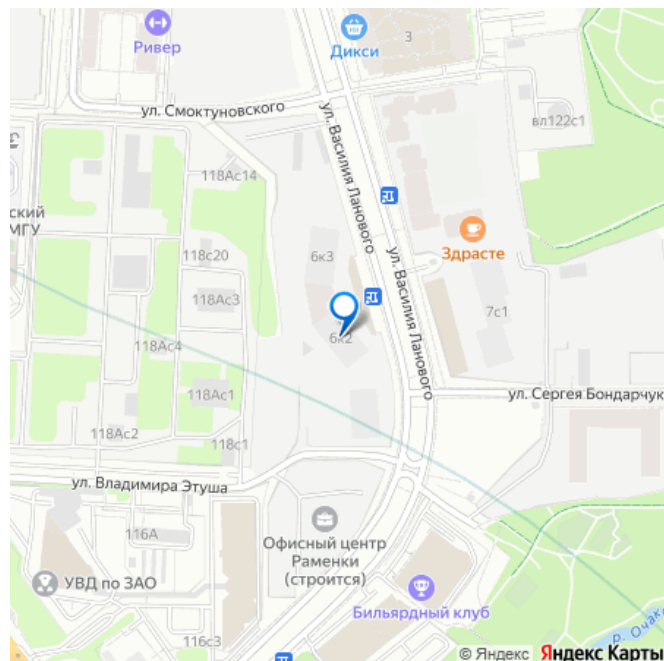 Ривер
Дикси
3
ул. Смоктуновского
вл122с1
ул. Василия Ланового
118Ас14
ский
МГУ
118с20
6к3
Здрасте
118Ас3
ул. Василия Ланового
7с1
6к2
118Ас4
118Ас1
ул. Сергея Бондарчук
118Ас2
118с1
ул. Владимира Этуша
116А
Офисный центр
Раменки
(строится)
УВД по ЗАО
Бильярдный клуб
116с3
р. Очак
© Яндекс Яндекс Карты